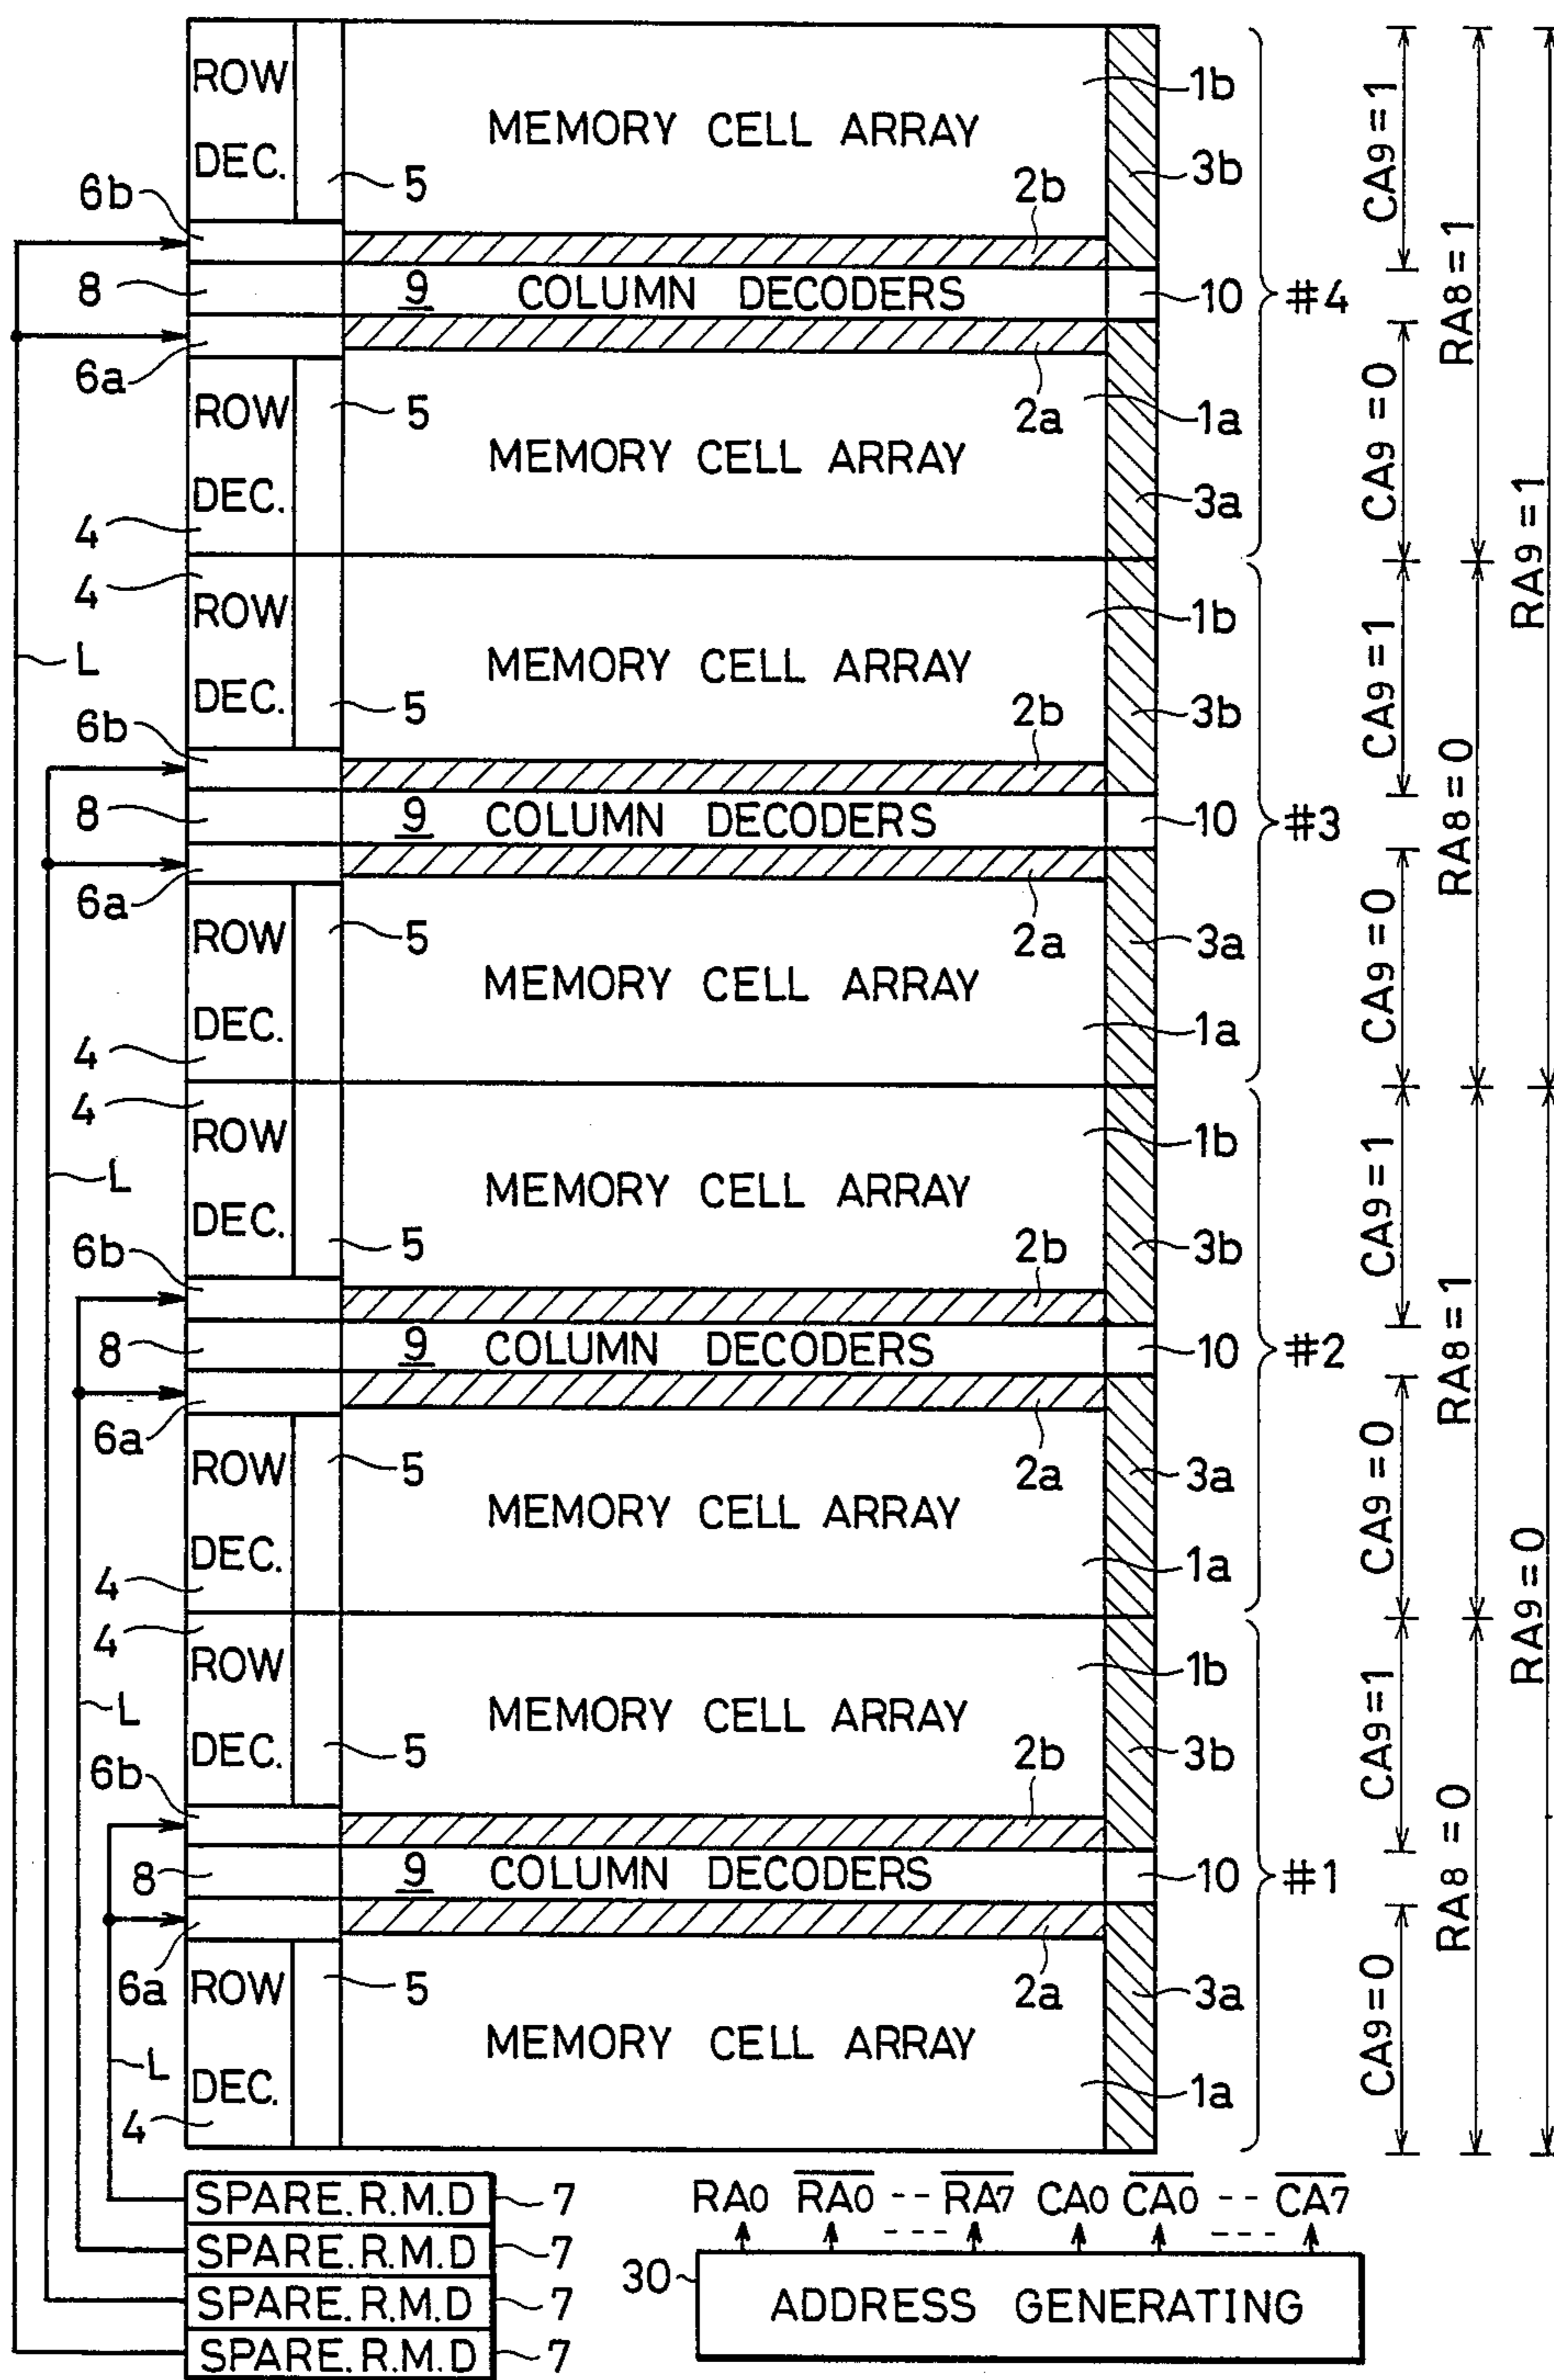 ROW 1b
MEMORY CELL ARRAY CA9=1
DEC. 5 3b
6b 2b
8 9 COLUMN DECODERS 10 #4 RA8=1
6a
ROW 5 2a 1a
MEMORY CELL ARRAY CA9=0
DEC. 3a
4 RA9=1
4
ROW 1b
L MEMORY CELL ARRAY CA9=1
DEC. 5 2b 3b
6b
8 9 COLUMN DECODERS 10 #3 RA8=0
6a
ROW 5 2a 3a
MEMORY CELL ARRAY CA9=0
DEC. 1a
4
4
ROW 1b
L MEMORY CELL ARRAY CA9=1
DEC. 5 2b 3b
6b
8 9 COLUMN DECODERS 10 #2 RA8=1
6a
ROW 5 2a 3a
MEMORY CELL ARRAY CA9=0
DEC. 1a
4 RA9=0
4
ROW 1b
L MEMORY CELL ARRAY CA9=1
DEC. 5 2b 3b
6b
8 9 COLUMN DECODERS 10 #1 RA8=0
6a
ROW 5 2a 3a
MEMORY CELL ARRAY CA9=0
L
DEC. 1a
4
SPARE.R.M.D 7
SPARE.R.M.D 7
SPARE.R.M.D 7
SPARE.R.M.D 7
RA0 R̅A̅0̅ -- R̅A̅7̅ CA0 C̅A̅0̅ -- C̅A̅7̅
--- ---
30
ADDRESS GENERATING